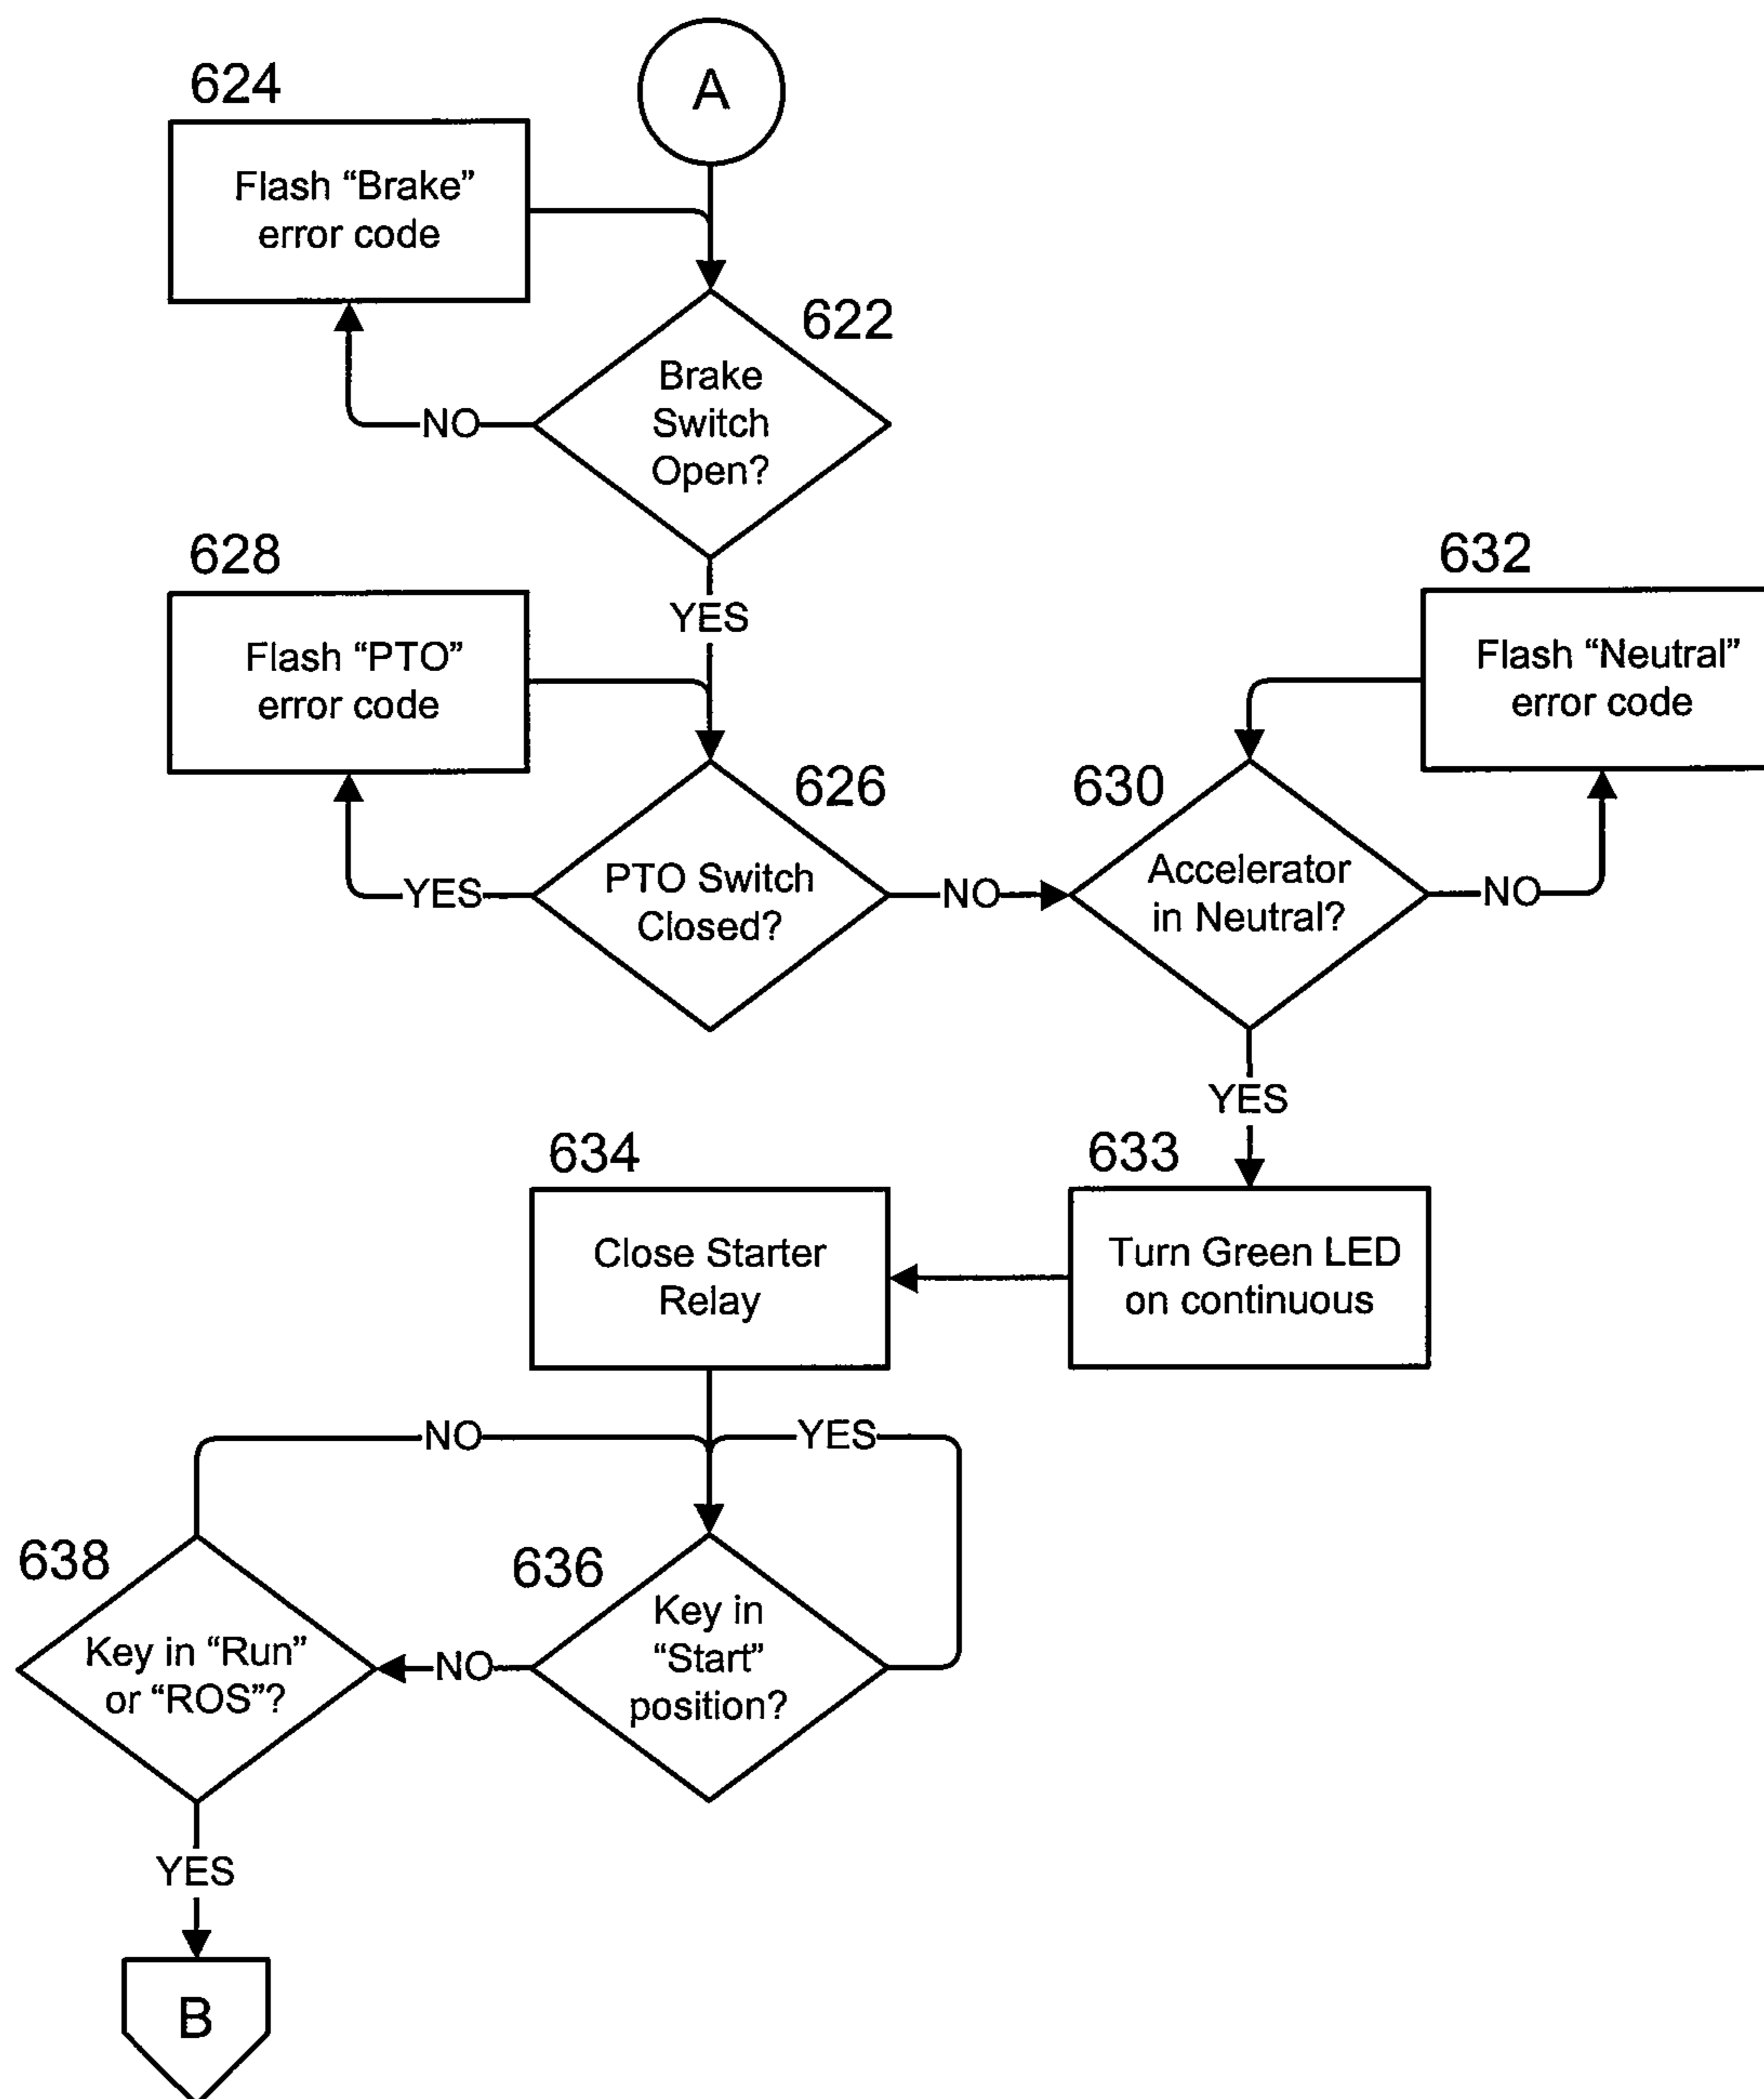 A
624
Flash “Brake”
error code
622
Brake
Switch
Open?
NO
YES
628
Flash “PTO”
error code
626
PTO Switch
Closed?
YES
NO
632
Flash “Neutral”
error code
630
Accelerator
in Neutral?
NO
YES
633
Turn Green LED
on continuous
634
Close Starter
Relay
NO
YES
636
Key in
“Start”
position?
NO
638
Key in “Run”
or “ROS”?
YES
B